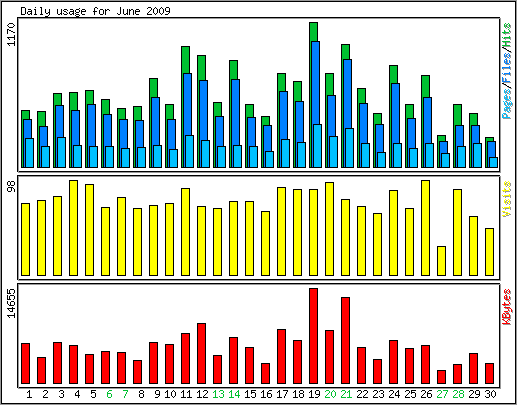 Daily usage for June 2009
1170
Pages/Files/Hits
98
Visits
14655
KBytes
1 2 3 4 5 6 7 8 9 10 11 12 13 14 15 16 17 18 19 20 21 22 23 24 25 26 27 28 29 30